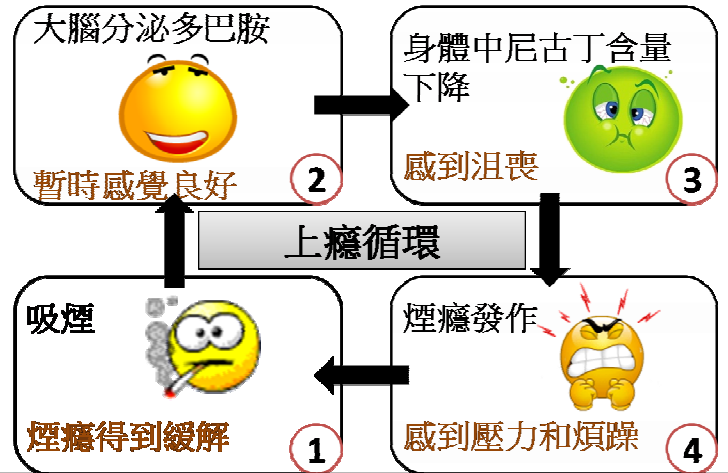 大腦分泌多巴胺
暫時感覺良好
2
身體中尼古丁含量
下降
感到沮喪
3
上癮循環
吸煙
煙癮得到緩解
1
煙癮發作
感到壓力和煩躁
4